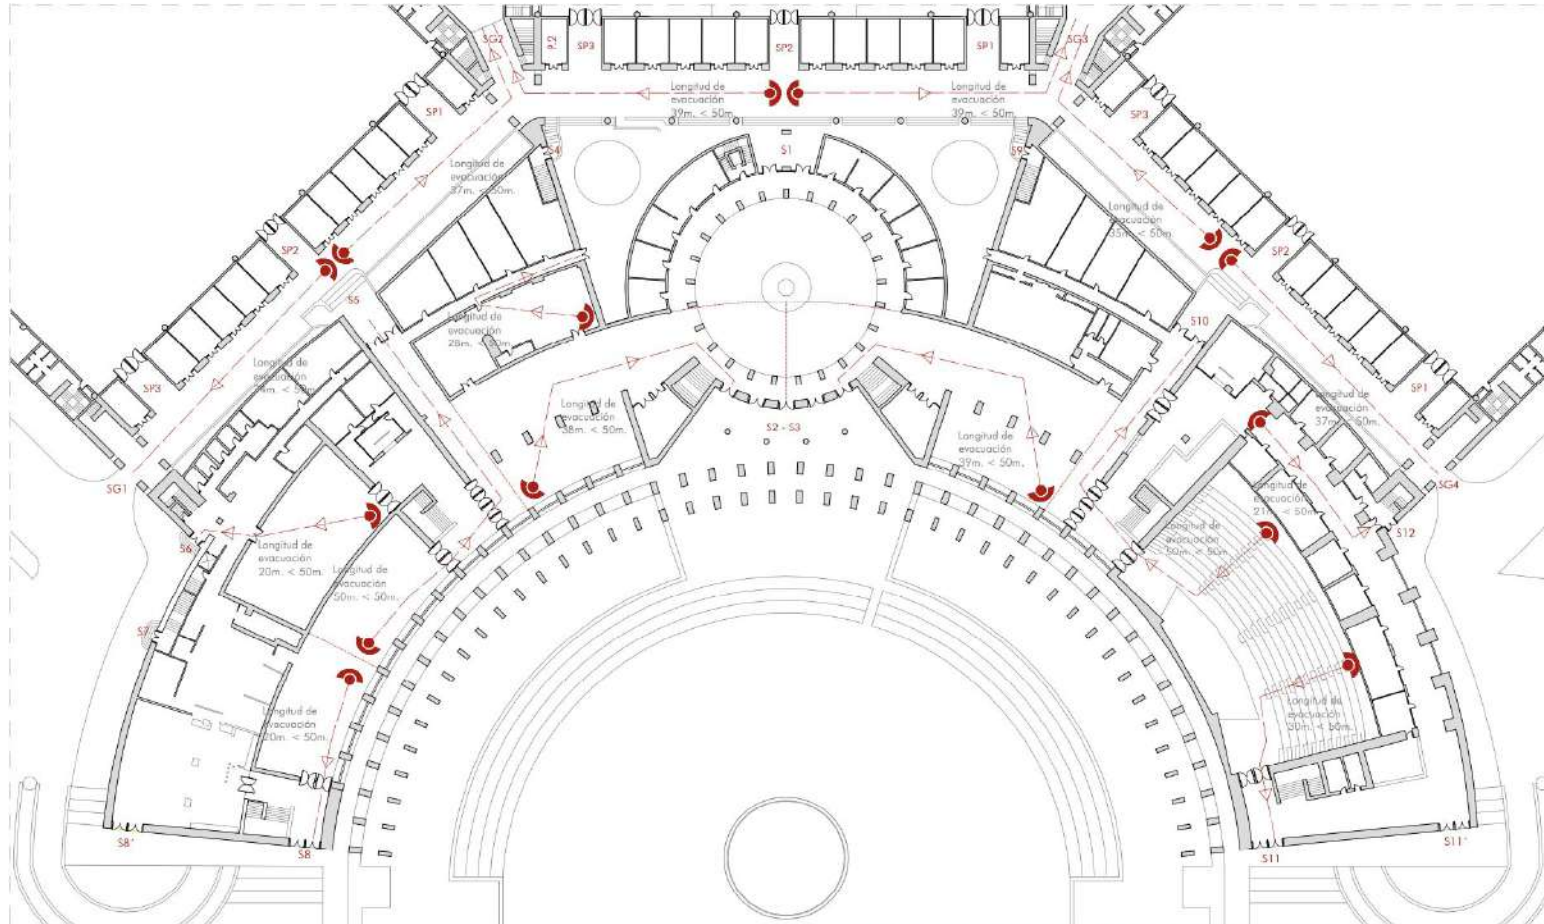 SG2
P.2
SP3
SP2
SP1
SG3
SP1
SP3
Longitud de
evacuación
39m. < 50m.
Longitud de
evacuación
39m. < 50m.
S4
S1
S9
Longitud de
evacuación
37m. < 50m.
Longitud de
evacuación
35m. < 50m.
SP2
SP2
S5
S10
Longitud de
evacuación
28m. < 50m.
SP3
SP1
Longitud de
evacuación
< 50m.
Longitud de
evacuación
37m. < 50m.
Longitud de
evacuación
38m. < 50m.
S2 - S3
Longitud de
evacuación
39m. < 50m.
SG1
SG4
Longitud de
evacuación
21m. < 50m.
S6
S12
Longitud de
evacuación
20m. < 50m.
Longitud de
evacuación
50m. < 50m.
Longitud de
evacuación
50m. < 50m.
S7
Longitud de
evacuación
20m. < 50m.
Longitud de
evacuación
30m. < 50m.
S8'
S8
S11
S11'